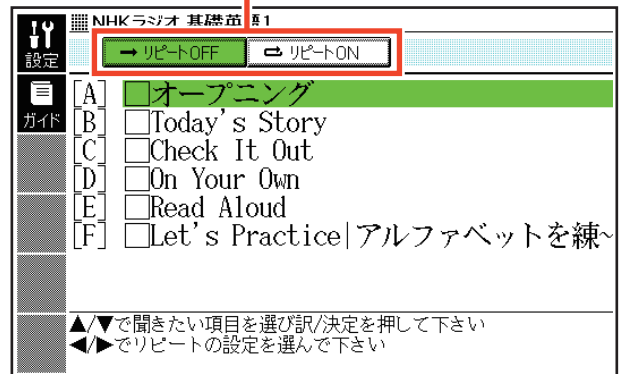 設定
NHKラジオ 基礎英語1
➡ リピートOFF ⮌ リピートON
ガイド
[A] □オープニング
[B] □Today's Story
[C] □Check It Out
[D] □On Your Own
[E] □Read Aloud
[F] □Let's Practice|アルファベットを練~
▲/▼で聞きたい項目を選び訳/決定を押して下さい
◀/▶でリピートの設定を選んで下さい